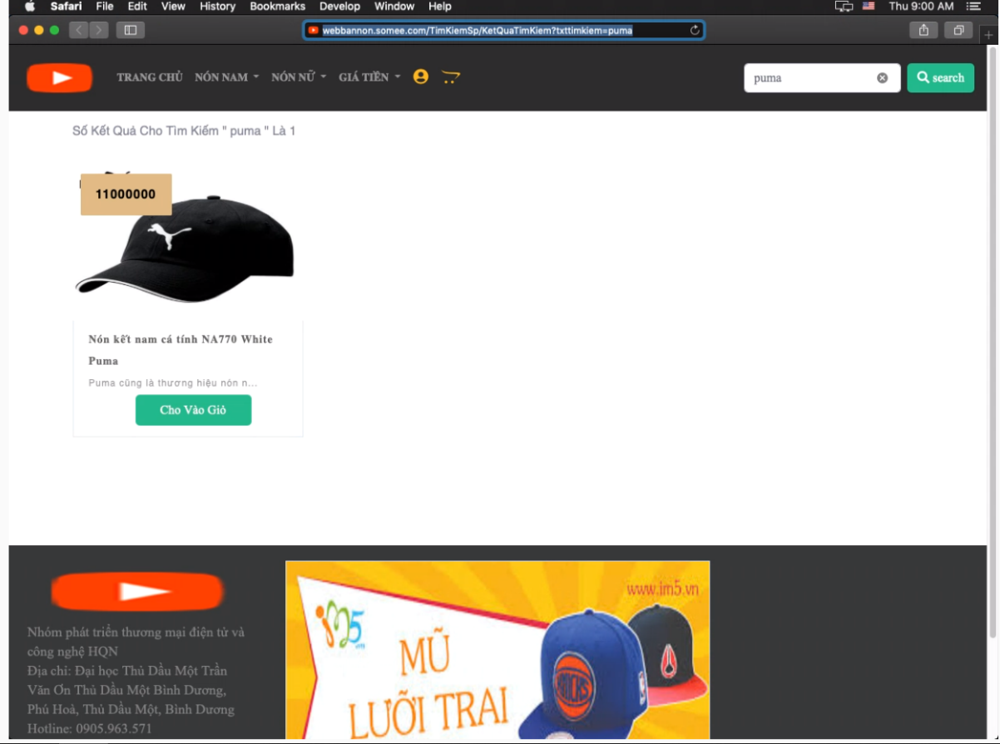 Safari File Edit View History Bookmarks Develop Window Help Thu 9:00 AM
webbannon.somee.com/TimKiemSp/KetQuaTimKiem?txttimkiem=puma
TRANG CHỦ NÓN NAM NÓN NỮ GIÁ TIỀN puma search
Số Kết Quả Cho Tìm Kiếm " puma " Là 1
11000000
Nón kết nam cá tính NA770 White
Puma
Puma cũng là thương hiệu nón n...
Cho Vào Giỏ
Nhóm phát triển thương mại điện tử và
công nghệ HQN
Địa chỉ: Đại học Thủ Dầu Một Trần
Văn Ơn Thủ Dầu Một Bình Dương,
Phú Hoà, Thủ Dầu Một, Bình Dương
Hotline: 0905.963.571
www.im5.vn
im5
MŨ
LƯỠI TRAI